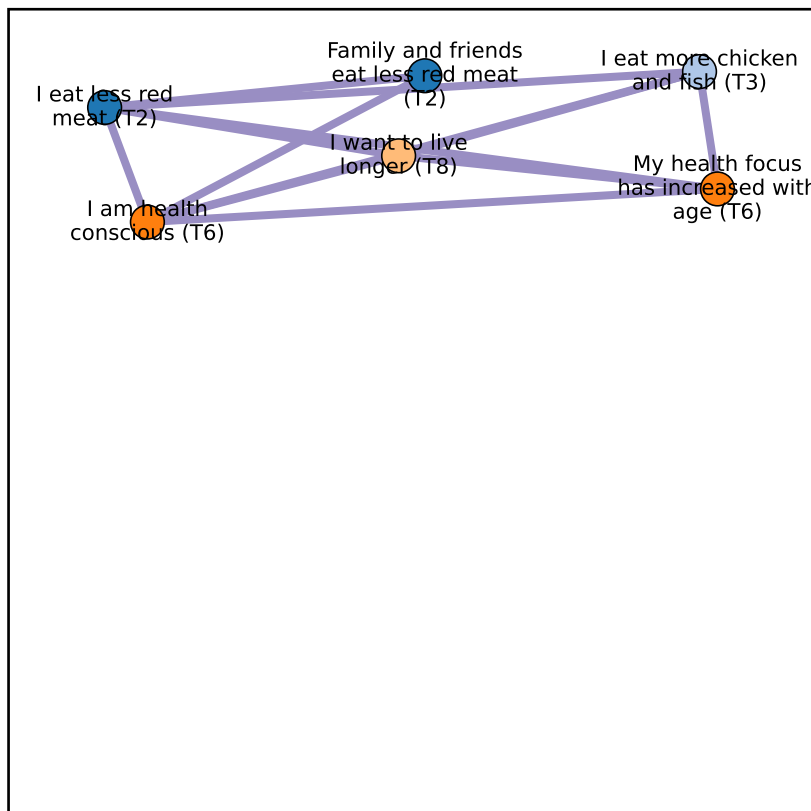 Family and friends
eat less red meat
(T2)
I eat more chicken
and fish (T3)
I eat less red
meat (T2)
I want to live
longer (T8)
My health focus
has increased with
age (T6)
I am health
conscious (T6)